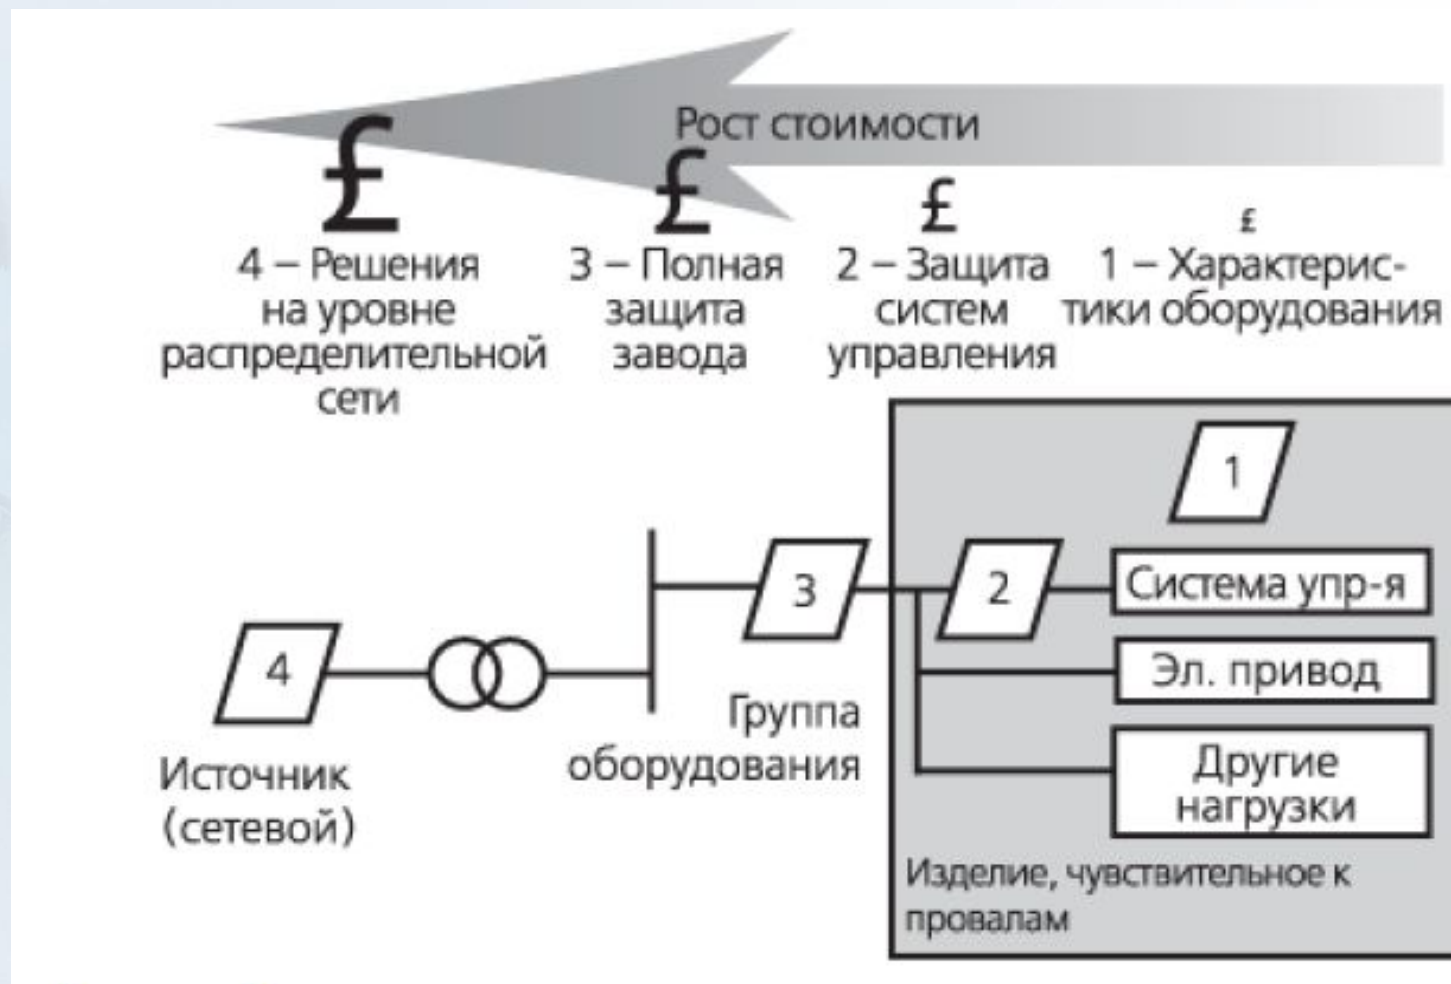 Рост стоимости
£
£
£
£
4 – Решения
на уровне
распределительной
сети
3 – Полная
защита
завода
2 – Защита
систем
управления
1 – Характерис-
тики оборудования
1
3
2
Система упр-я
4
Эл. привод
Группа
оборудования
Другие
нагрузки
Источник
(сетевой)
Изделие, чувствительное к
провалам